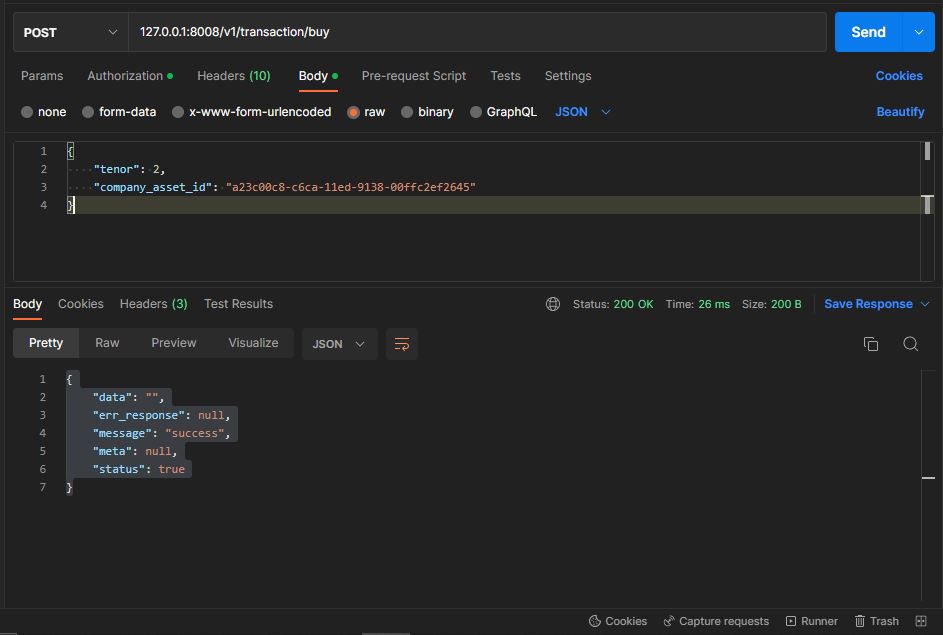 POST 127.0.0.1:8008/v1/transaction/buy Send
Params Authorization Headers (10) Body Pre-request Script Tests Settings Cookies
none form-data x-www-form-urlencoded raw binary GraphQL JSON Beautify
1 {
2 ····"tenor": 2,
3 ····"company_asset_id": "a23c00c8-c6ca-11ed-9138-00ffc2ef2645"
4 }
Body Cookies Headers (3) Test Results Status: 200 OK Time: 26 ms Size: 200 B Save Response
Pretty Raw Preview Visualize JSON
1 {
2 "data": "",
3 "err_response": null,
4 "message": "success",
5 "meta": null,
6 "status": true
7 }
Cookies Capture requests Runner Trash